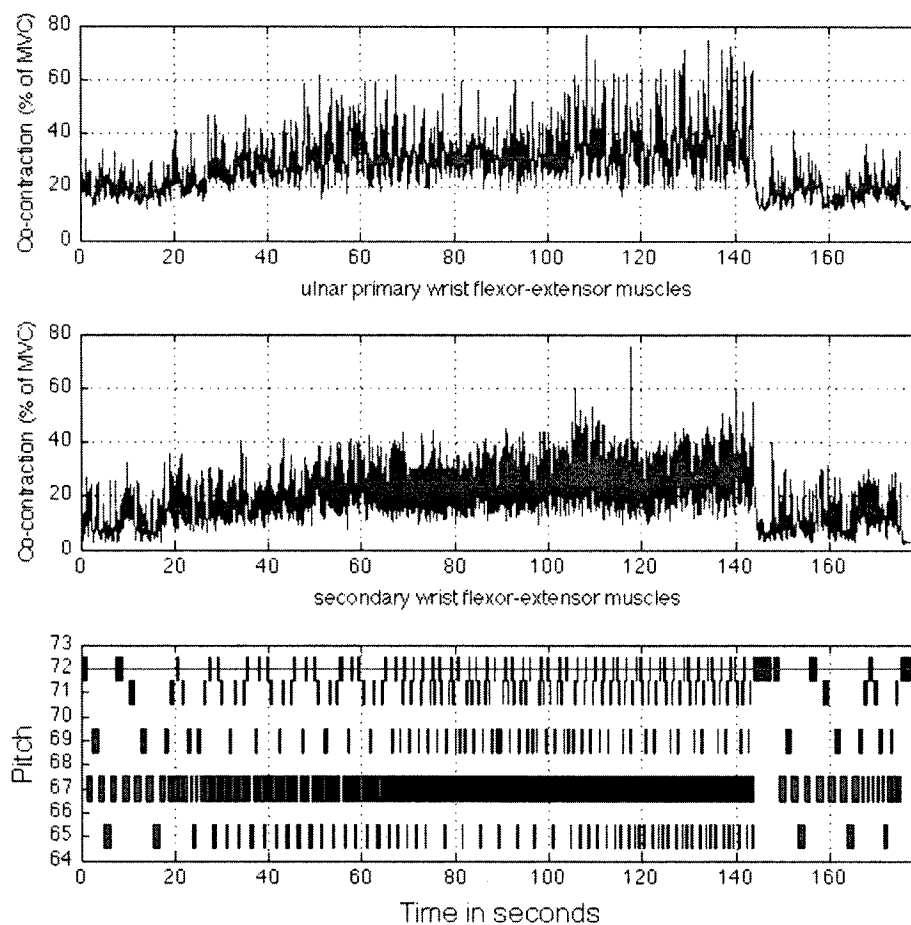 80
60
40
20
0
Co-contraction (% of MVC)
0 20 40 60 80 100 120 140 160
ulnar primary wrist flexor-extensor muscles
80
60
40
20
0
Co-contraction (% of MVC)
0 20 40 60 80 100 120 140 160
secondary wrist flexor-extensor muscles
73
72
71
70
69
68
67
66
65
64
Pitch
0 20 40 60 80 100 120 140 160
Time in seconds